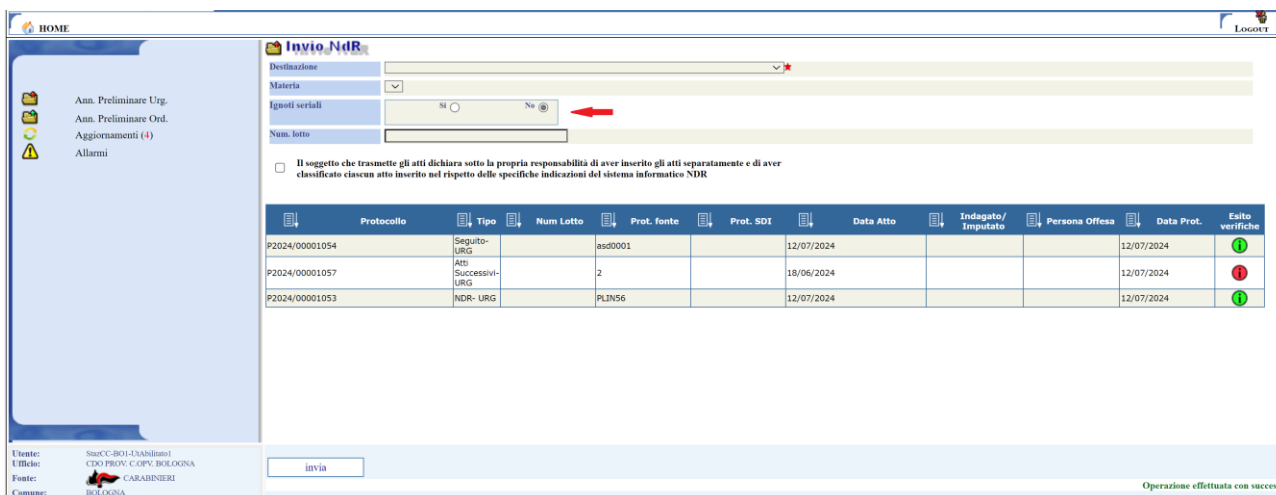 HOME
LOGOUT
Invio NdR
Destinazione
Materia
Ann. Preliminare Urg.
Ignoti seriali Si No
Ann. Preliminare Ord.
Aggiornamenti (4)
Num. lotto
Allarmi
Il soggetto che trasmette gli atti dichiara sotto la propria responsabilità di aver inserito gli atti separatamente e di aver
classificato ciascun atto inserito nel rispetto delle specifiche indicazioni del sistema informatico NDR
Protocollo Tipo Num Lotto Prot. fonte Prot. SDI Data Atto Indagato/ Imputato Persona Offesa Data Prot. Esito verifiche
P2024/00001054 Seguito-URG asd0001 12/07/2024 12/07/2024
P2024/00001057 Atti Successivi-URG 2 18/06/2024 12/07/2024
P2024/00001053 NDR- URG PLIN56 12/07/2024 12/07/2024
Utente: StazCC-BO1-UtAbilitato1
Ufficio: CDO PROV. C.OPV. BOLOGNA
Fonte: CARABINIERI
Comune: BOLOGNA
invia
Operazione effettuata con succes